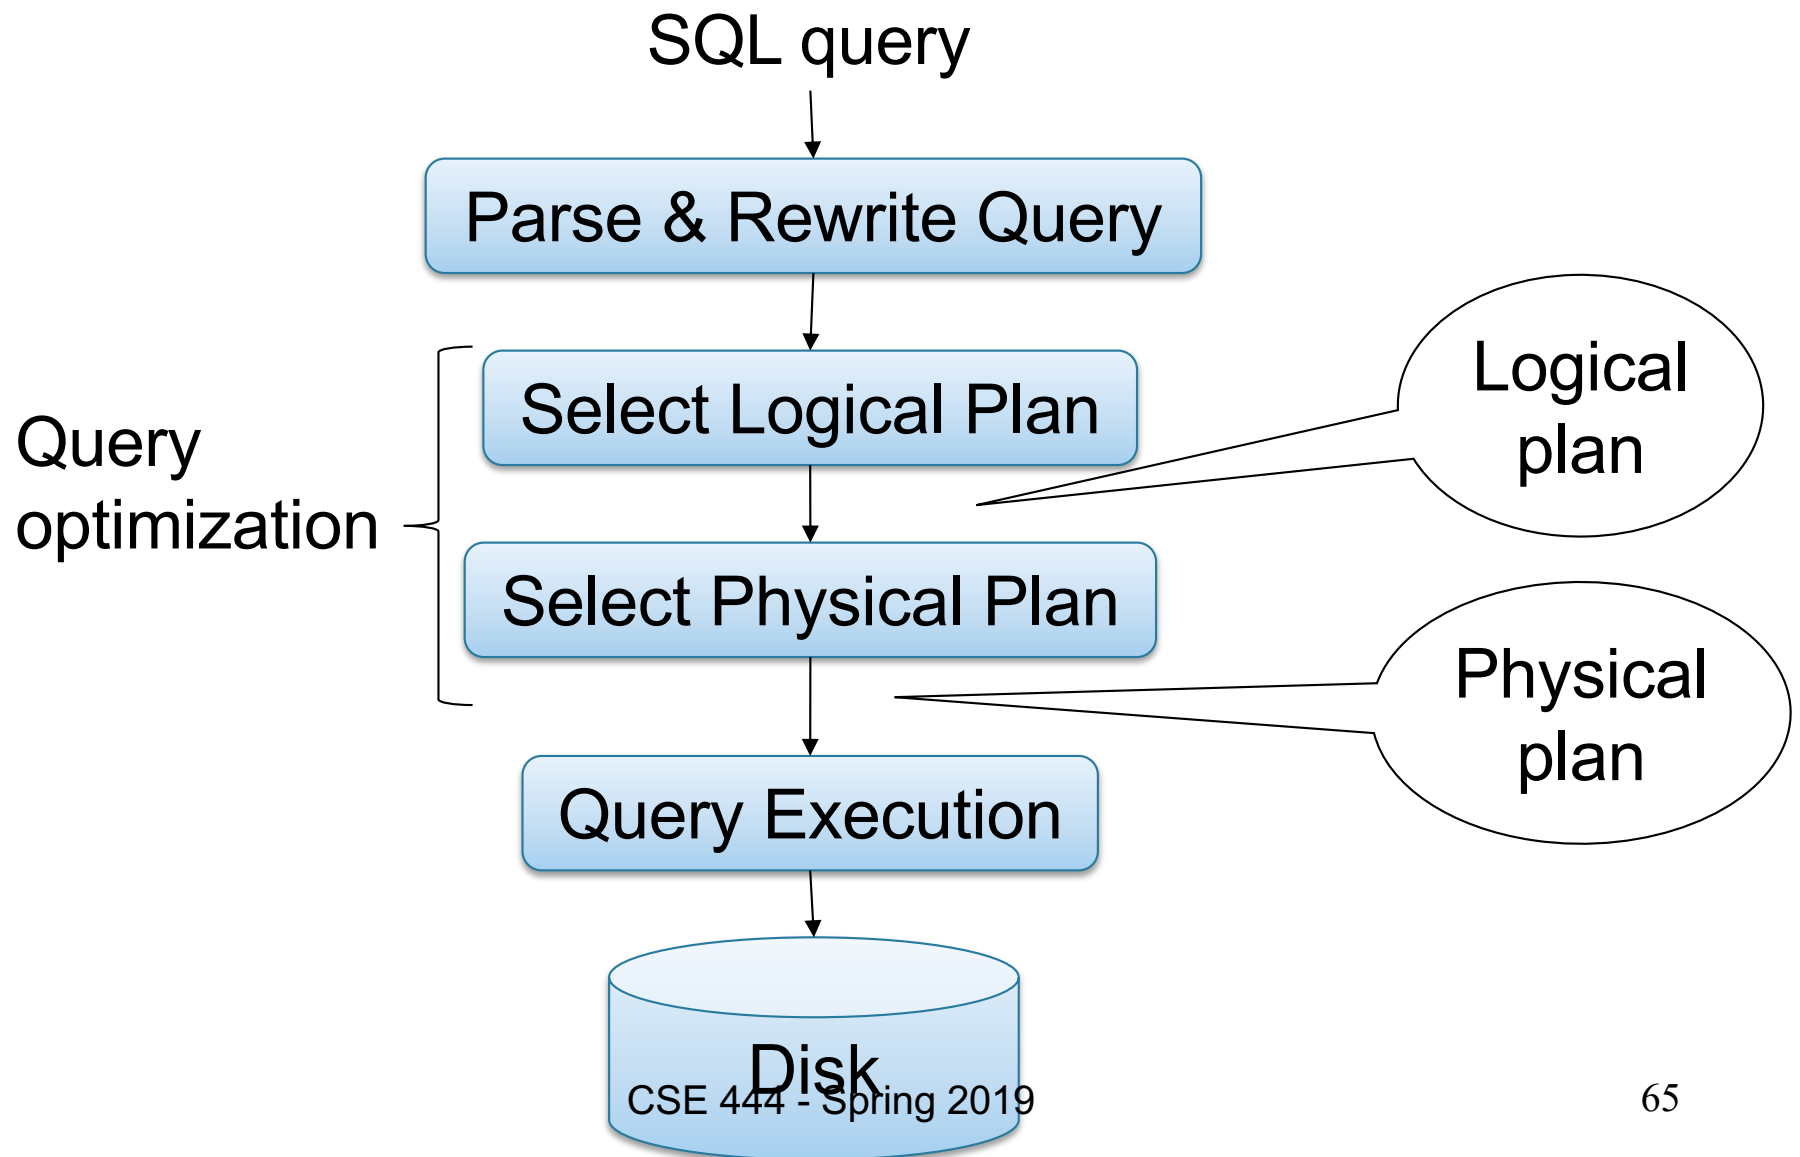 SQL query
Parse & Rewrite Query
Select Logical Plan
Logical
plan
Query
optimization
Select Physical Plan
Physical
plan
Query Execution
Disk
CSE 444 - Spring 2019
65